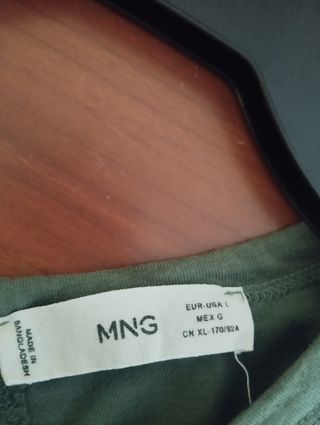 MNG
EUR-USA L
MEX G
CN XL-170/92A
MADE IN
BANGLADESH